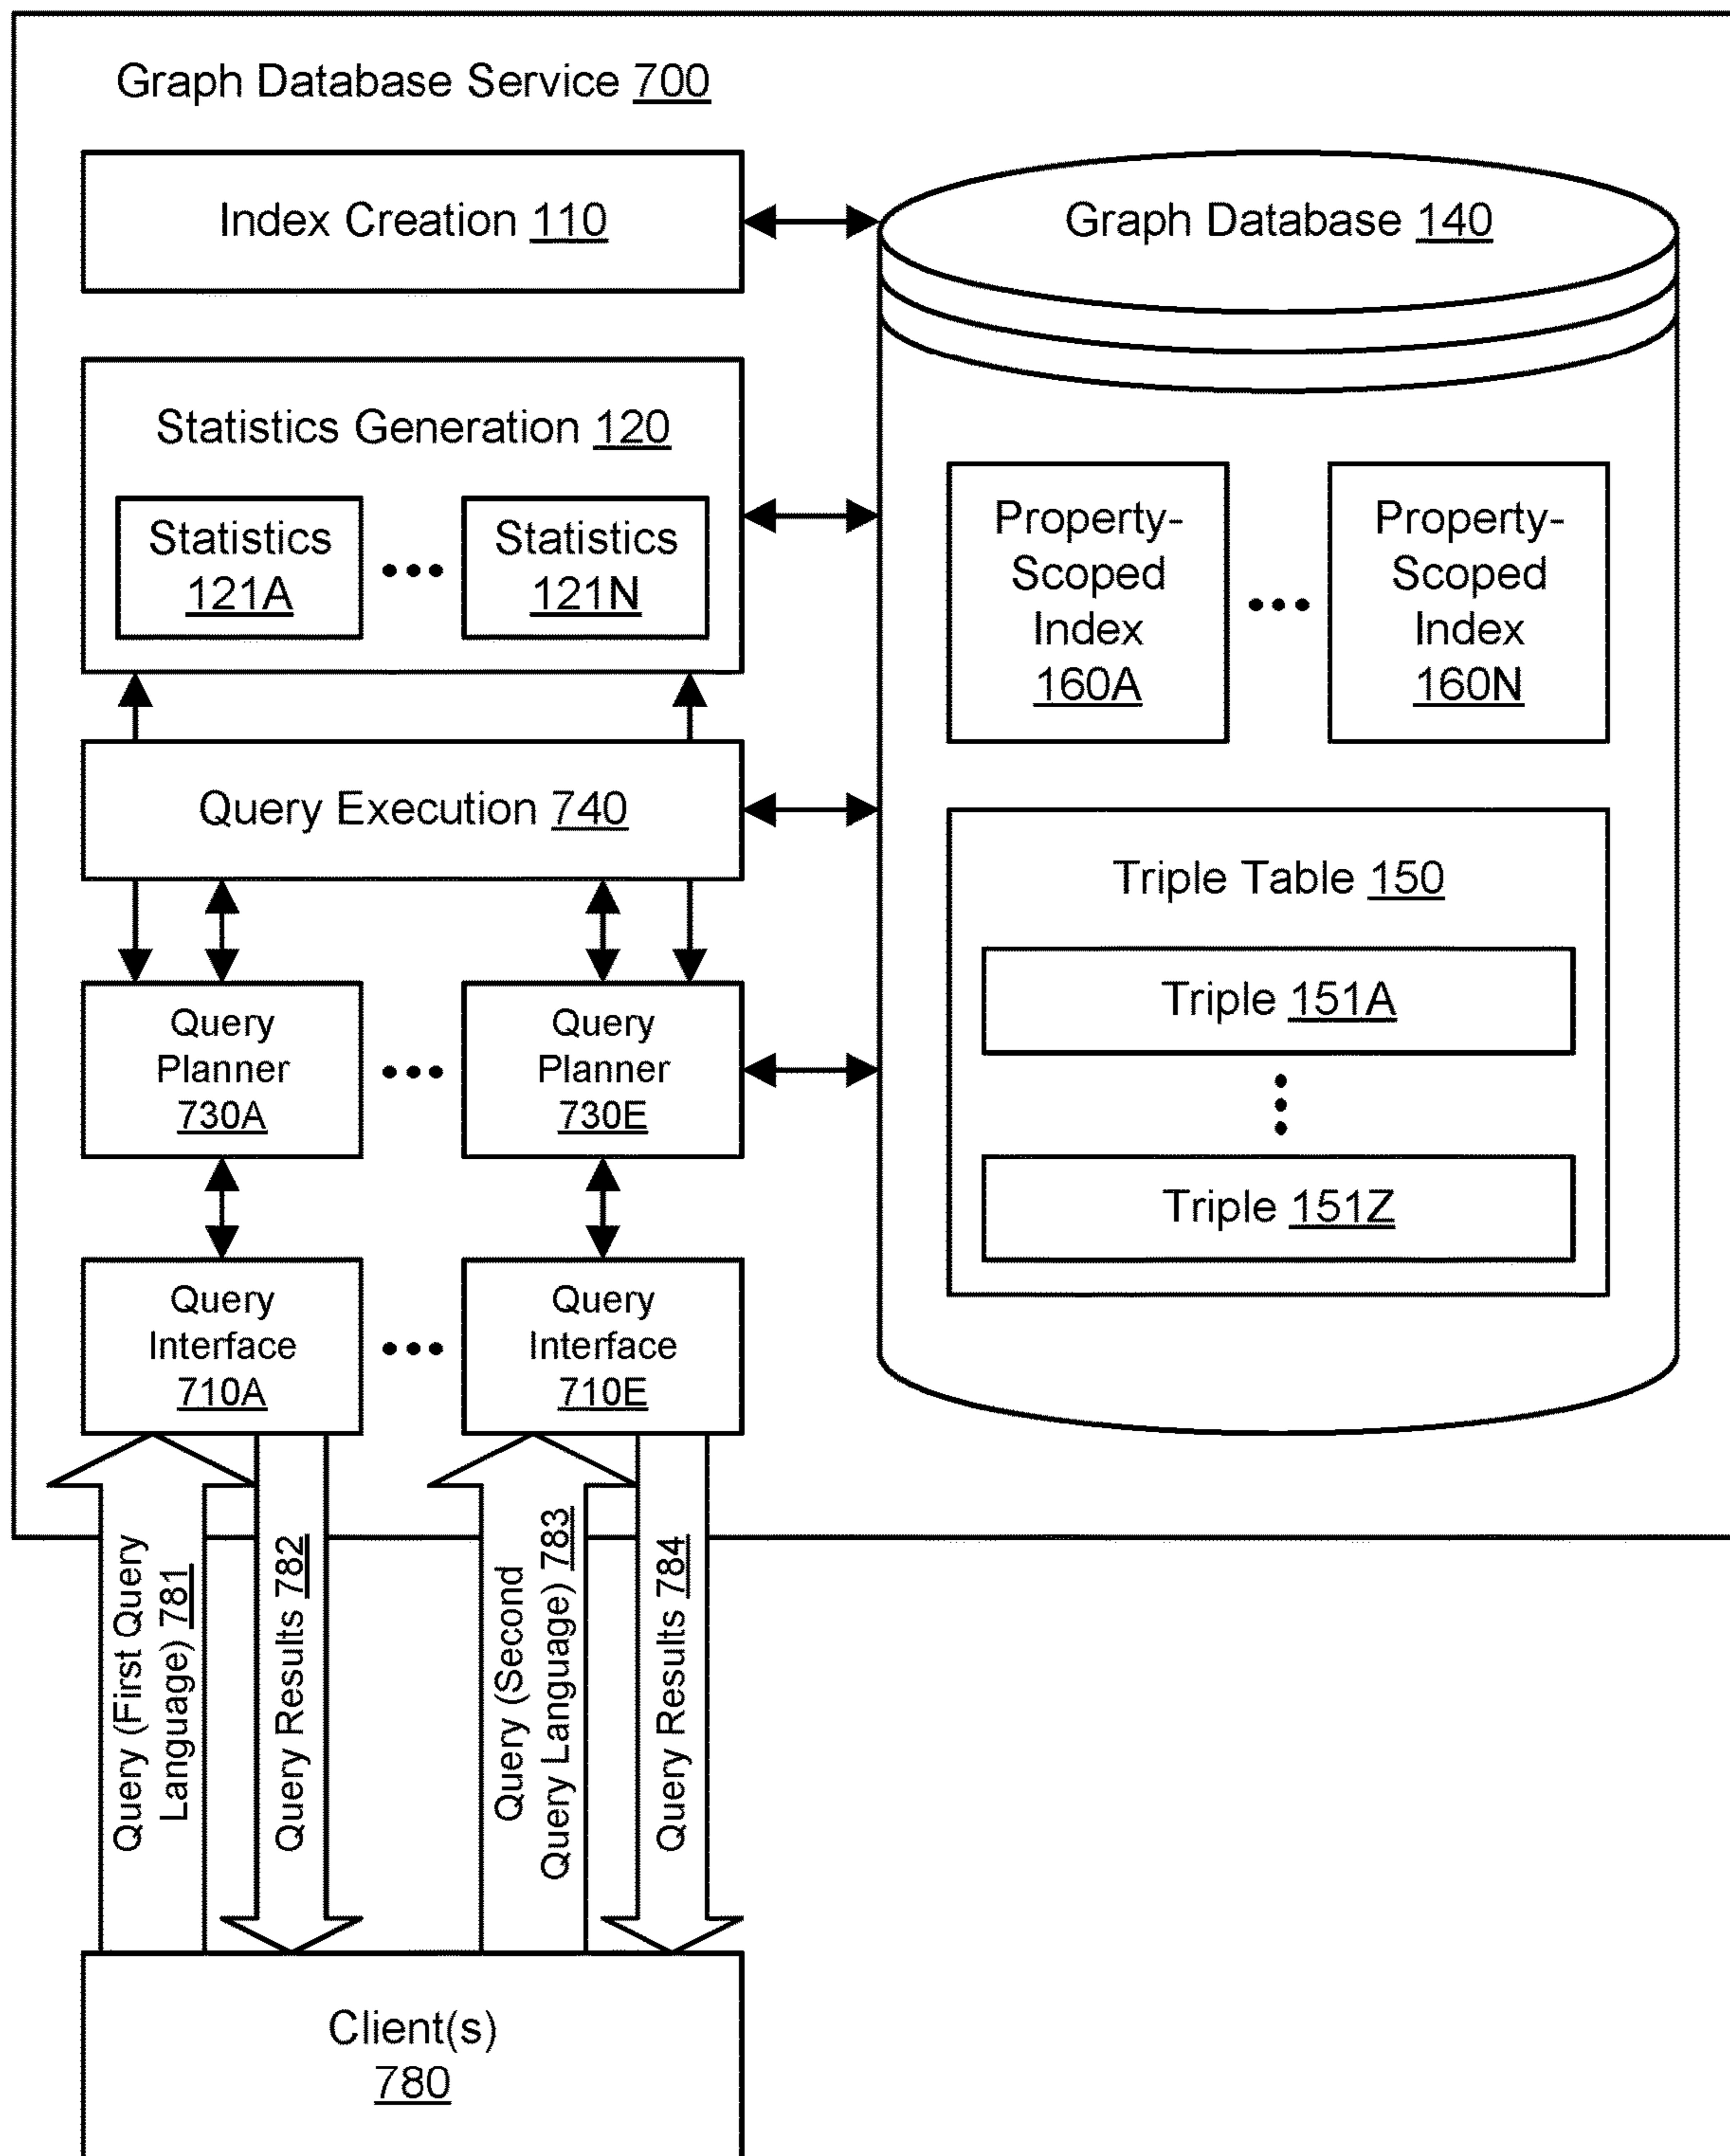 Graph Database Service 700
Index Creation 110
Graph Database 140
Statistics Generation 120
Statistics
121A
Statistics
121N
Property-
Scoped
Index
160A
Property-
Scoped
Index
160N
Query Execution 740
Triple Table 150
Triple 151A
Triple 151Z
Query
Planner
730A
Query
Planner
730E
Query
Interface
710A
Query
Interface
710E
Query (First Query
Language) 781
Query Results 782
Query (Second
Query Language) 783
Query Results 784
Client(s)
780